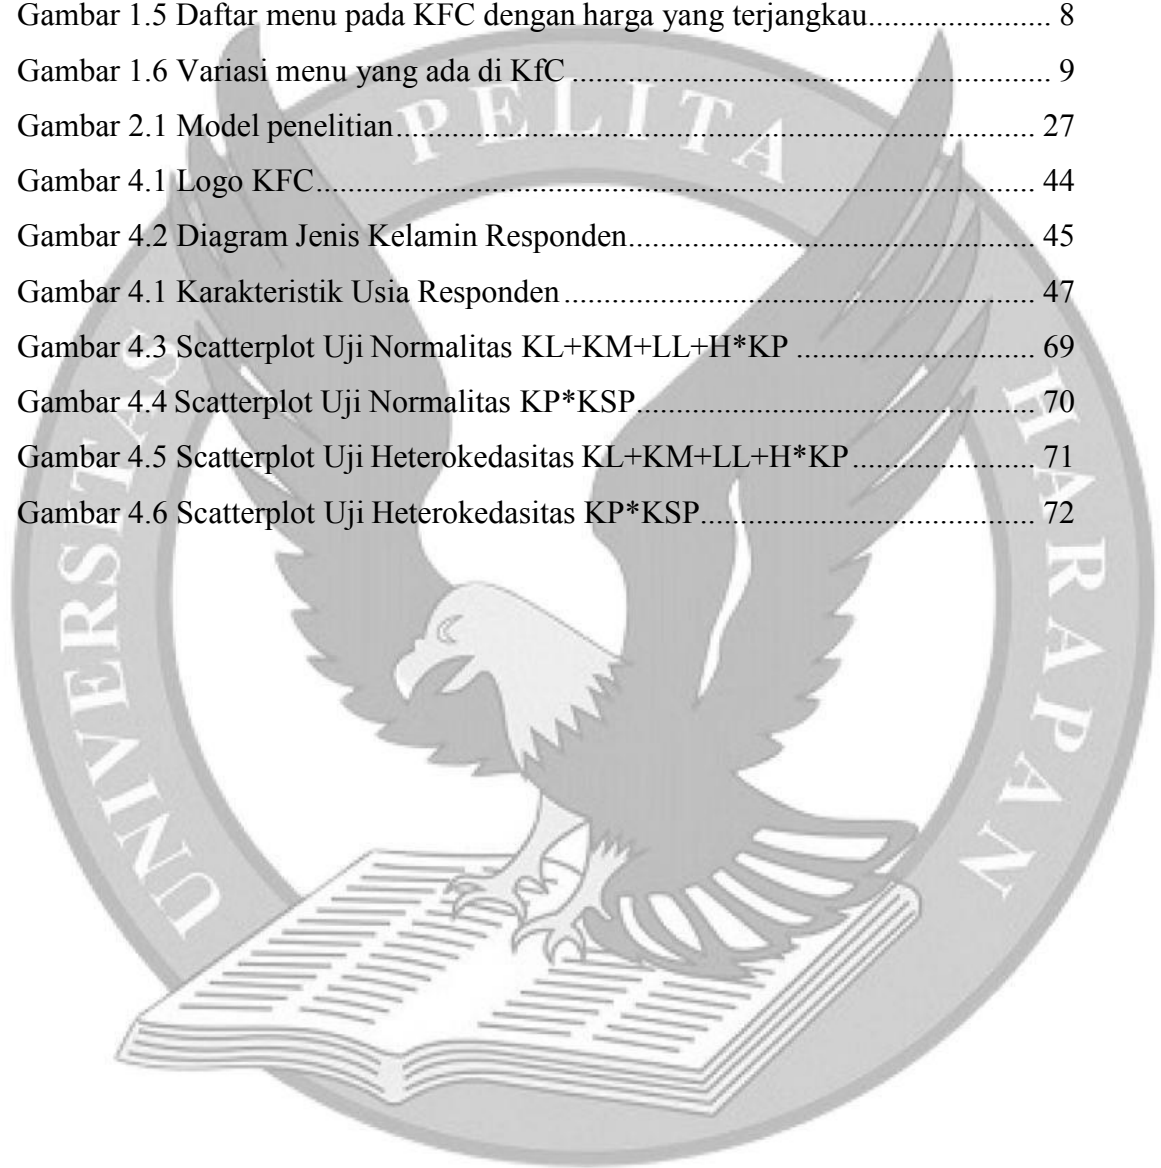 Gambar 1.5 Daftar menu pada KFC dengan harga yang terjangkau...................... 8
Gambar 1.6 Variasi menu yang ada di KfC .......................................................... 9
Gambar 2.1 Model penelitian.............................................................................. 27
Gambar 4.1 Logo KFC........................................................................................ 44
Gambar 4.2 Diagram Jenis Kelamin Responden................................................. 45
Gambar 4.1 Karakteristik Usia Responden ......................................................... 47
Gambar 4.3 Scatterplot Uji Normalitas KL+KM+LL+H*KP ............................. 69
Gambar 4.4 Scatterplot Uji Normalitas KP*KSP................................................ 70
Gambar 4.5 Scatterplot Uji Heterokedasitas KL+KM+LL+H*KP...................... 71
Gambar 4.6 Scatterplot Uji Heterokedasitas KP*KSP......................................... 72
UNIVERSITAS
PELITA
HARAPAN